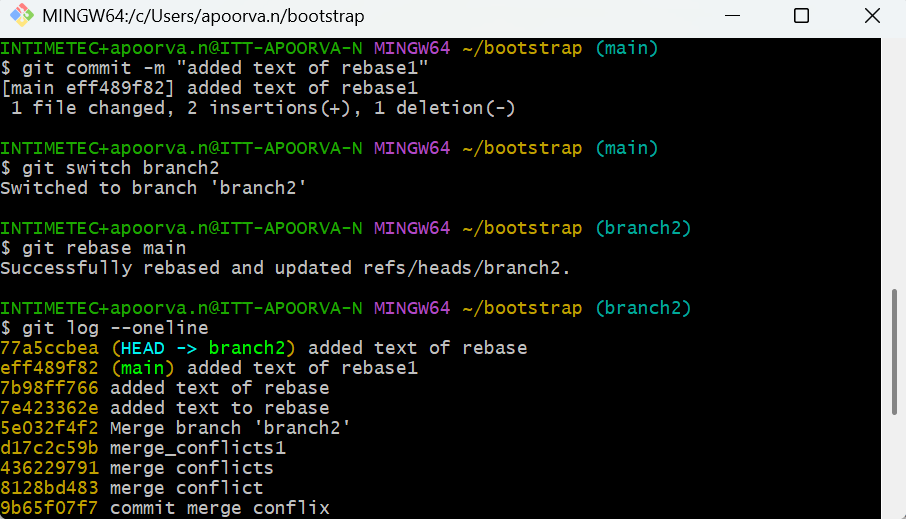 MINGW64:/c/Users/apoorva.n/bootstrap
INTIMETEC+apoorva.n@ITT-APOORVA-N MINGW64 ~/bootstrap (main)
$ git commit -m "added text of rebase1"
[main eff489f82] added text of rebase1
 1 file changed, 2 insertions(+), 1 deletion(-)

INTIMETEC+apoorva.n@ITT-APOORVA-N MINGW64 ~/bootstrap (main)
$ git switch branch2
Switched to branch 'branch2'

INTIMETEC+apoorva.n@ITT-APOORVA-N MINGW64 ~/bootstrap (branch2)
$ git rebase main
Successfully rebased and updated refs/heads/branch2.

INTIMETEC+apoorva.n@ITT-APOORVA-N MINGW64 ~/bootstrap (branch2)
$ git log --oneline
77a5ccbea (HEAD -> branch2) added text of rebase
eff489f82 (main) added text of rebase1
7b98ff766 added text of rebase
7e423362e added text to rebase
5e032f4f2 Merge branch 'branch2'
d17c2c59b merge_conflicts1
436229791 merge conflicts
8128bd483 merge conflict
9b65f07f7 commit merge conflix